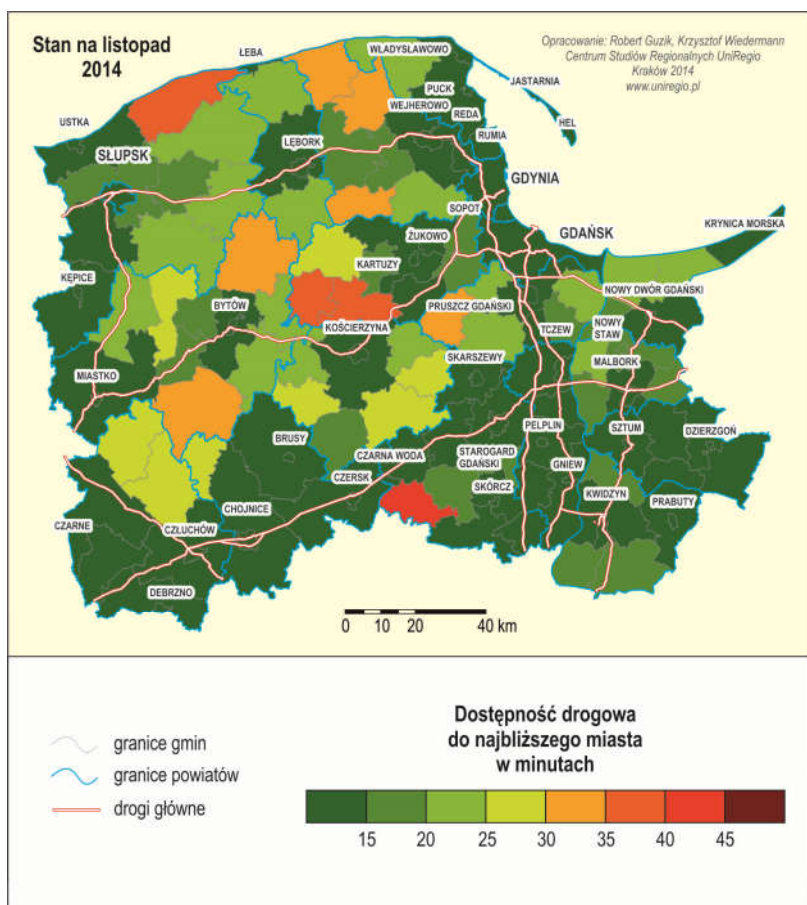 Stan na listopad
2014
Opracowanie: Robert Guzik, Krzysztof Wiedermann
Centrum Studiów Regionalnych UniRegio
Kraków 2014
www.uniregio.pl
ŁEBA
WŁADYSŁAWOWO
JASTARNIA
PUCK
USTKA
WEJHEROWO
REDA
HEL
RUMIA
LĘBORK
SŁUPSK
GDYNIA
SOPOT
KRYNICA MORSKA
GDAŃSK
ŻUKOWO
KARTUZY
KĘPICE
NOWY DWÓR GDAŃSKI
BYTÓW
PRUSZCZ GDAŃSKI
KOŚCIERZYNA
NOWY
STAW
TCZEW
SKARSZEWY
MALBORK
MIASTKO
PELPLIN
SZTUM
DZIERZGOŃ
BRUSY
STAROGARD
GDAŃSKI
CZARNA WODA
GNIEW
CZERSK
SKÓRCZ
KWIDZYN
PRABUTY
CHOJNICE
CZARNE
CZŁUCHÓW
DEBRZNO
0 10 20 40 km
granice gmin
granice powiatów
drogi główne
Dostępność drogowa
do najbliższego miasta
w minutach
15 20 25 30 35 40 45